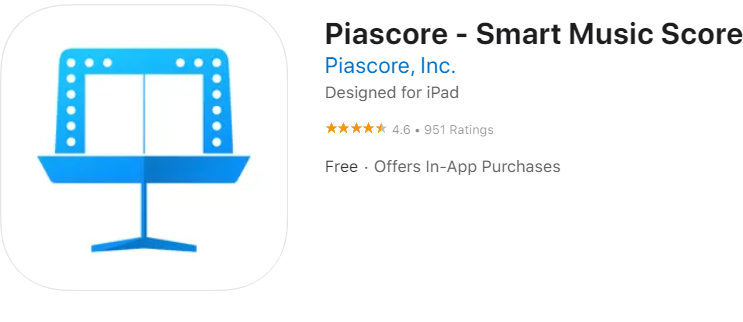 Piascore - Smart Music Score
Piascore, Inc.
Designed for iPad
4.6 • 951 Ratings
Free · Offers In-App Purchases